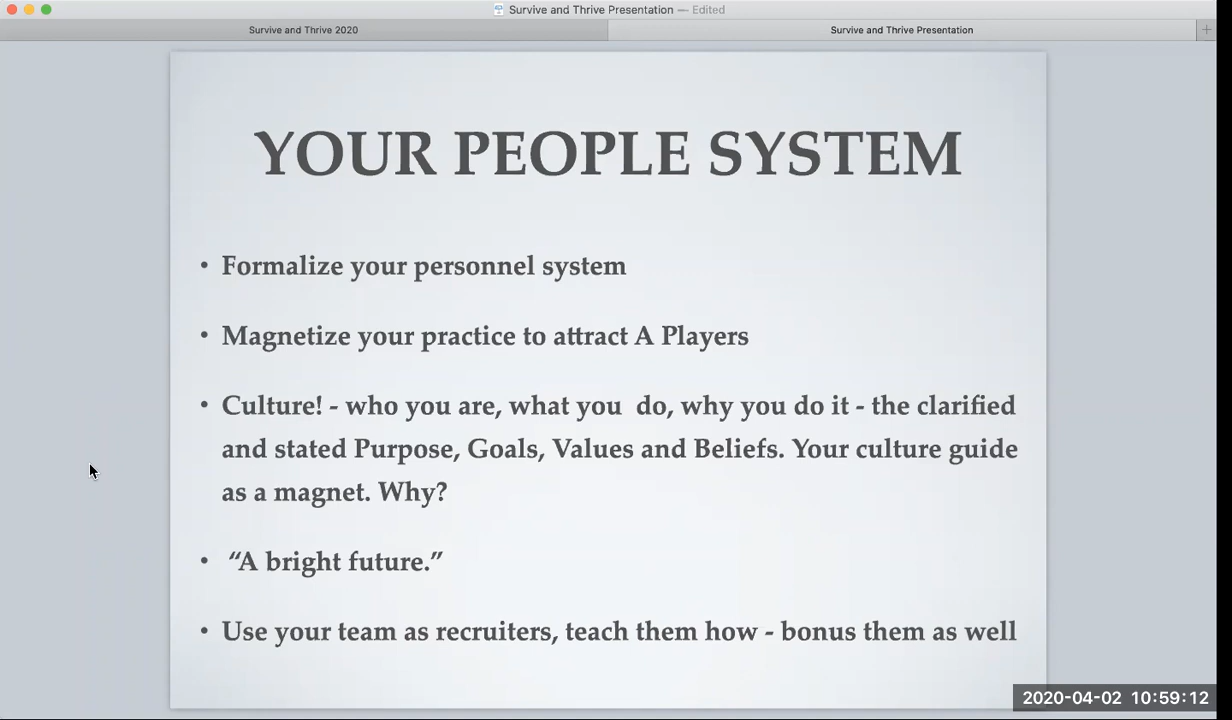 Survive and Thrive Presentation — Edited
Survive and Thrive 2020
Survive and Thrive Presentation
YOUR PEOPLE SYSTEM
• Formalize your personnel system
• Magnetize your practice to attract A Players
• Culture! - who you are, what you  do, why you do it - the clarified
and stated Purpose, Goals, Values and Beliefs. Your culture guide
as a magnet. Why?
• “A bright future.”
• Use your team as recruiters, teach them how - bonus them as well
2020-04-02 10:59:12